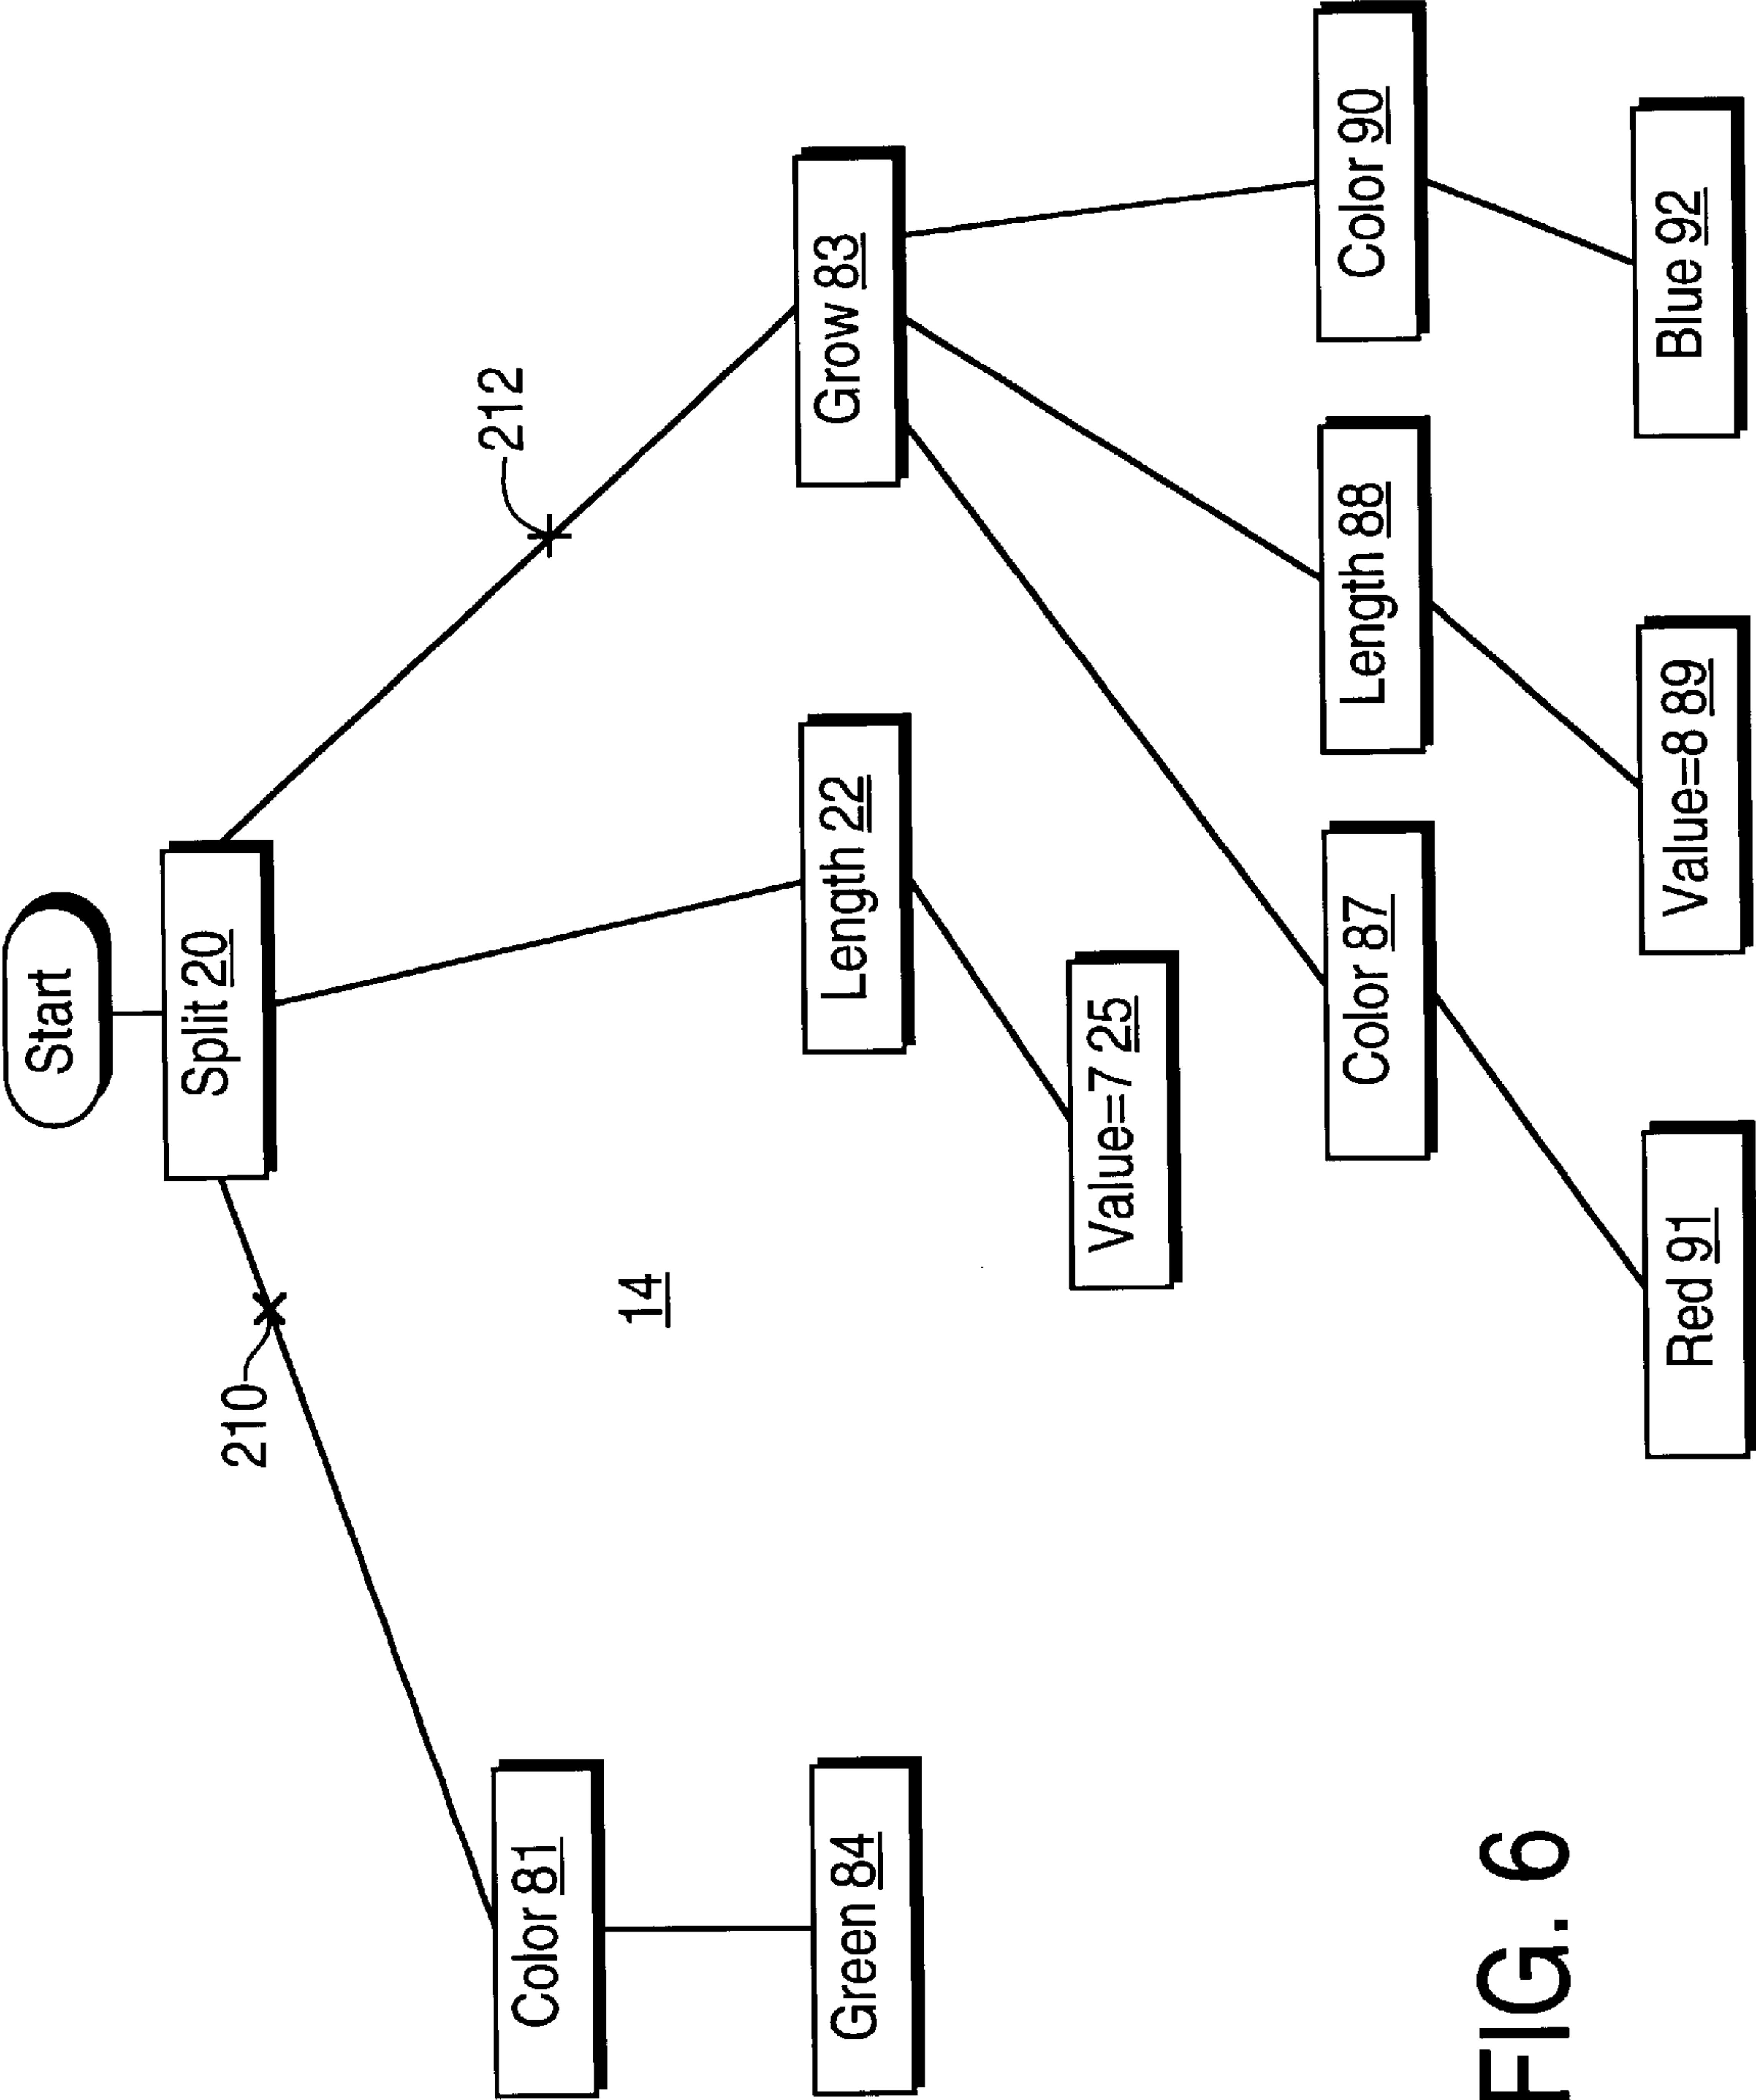 Start
Split 20
210
212
14
Color 81
Green 84
Length 22
Value=7 25
Grow 83
Color 87
Length 88
Color 90
Red 91
Value=8 89
Blue 92
FIG. 6